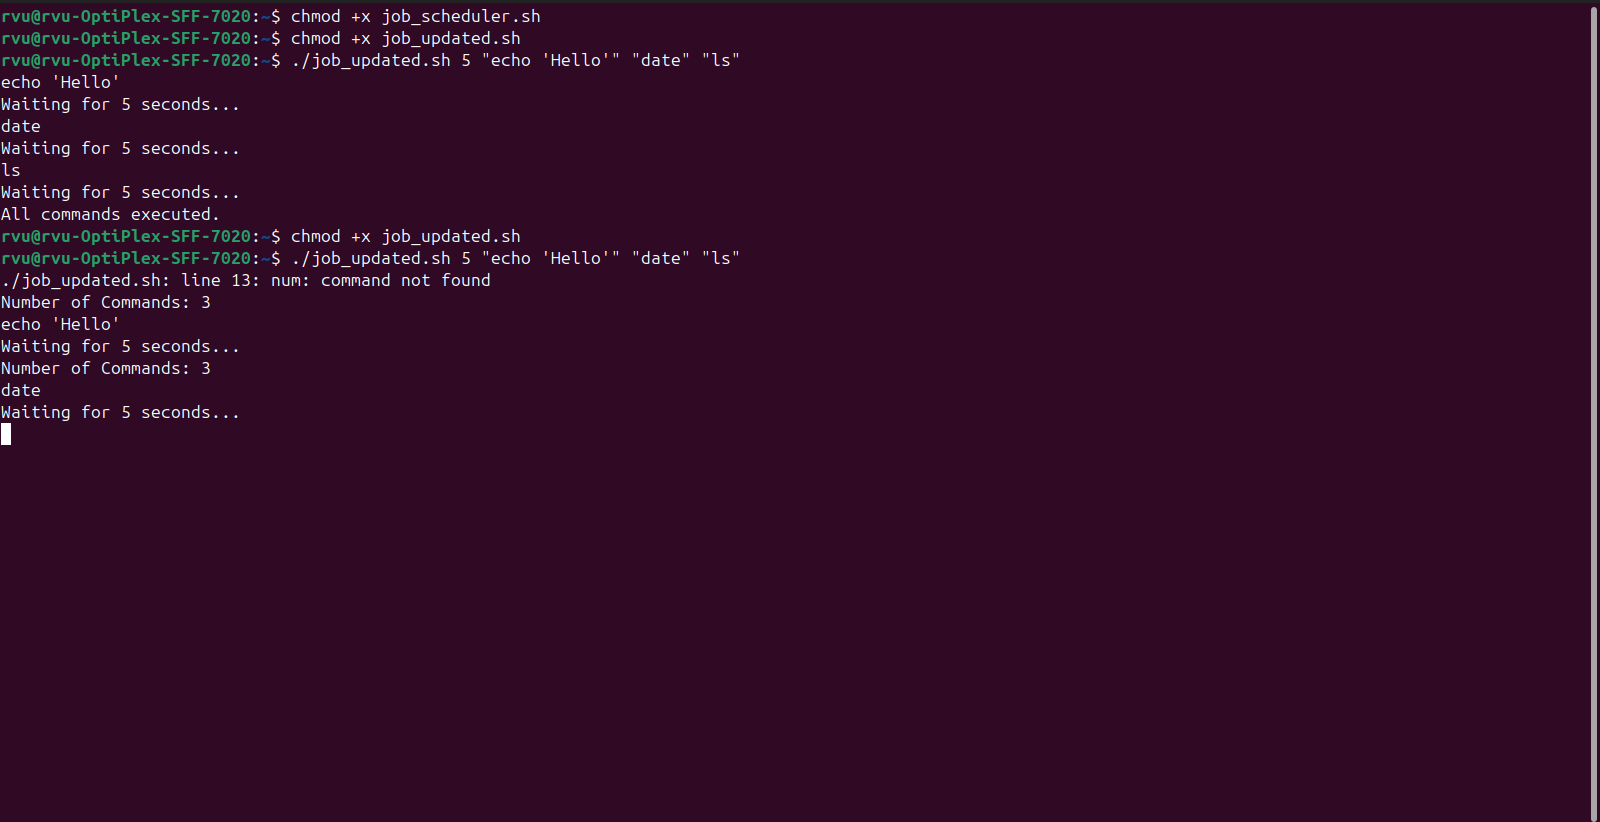 rvu@rvu-OptiPlex-SFF-7020:~$ chmod +x job_scheduler.sh
rvu@rvu-OptiPlex-SFF-7020:~$ chmod +x job_updated.sh
rvu@rvu-OptiPlex-SFF-7020:~$ ./job_updated.sh 5 "echo 'Hello'" "date" "ls"
echo 'Hello'
Waiting for 5 seconds...
date
Waiting for 5 seconds...
ls
Waiting for 5 seconds...
All commands executed.
rvu@rvu-OptiPlex-SFF-7020:~$ chmod +x job_updated.sh
rvu@rvu-OptiPlex-SFF-7020:~$ ./job_updated.sh 5 "echo 'Hello'" "date" "ls"
./job_updated.sh: line 13: num: command not found
Number of Commands: 3
echo 'Hello'
Waiting for 5 seconds...
Number of Commands: 3
date
Waiting for 5 seconds...